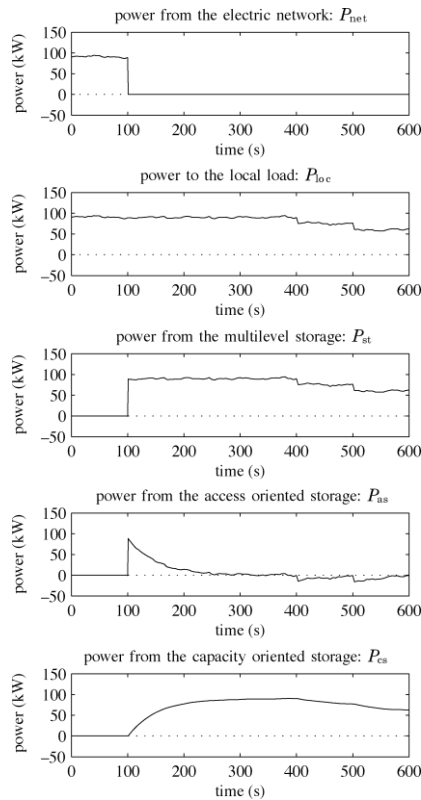 power from the electric network: Pnet
150
100
50
0
−50
power (kW)
0 100 200 300 400 500 600
time (s)
power to the local load: Ploc
150
100
50
0
−50
power (kW)
0 100 200 300 400 500 600
time (s)
power from the multilevel storage: Pst
150
100
50
0
−50
power (kW)
0 100 200 300 400 500 600
time (s)
power from the access oriented storage: Pas
150
100
50
0
−50
power (kW)
0 100 200 300 400 500 600
time (s)
power from the capacity oriented storage: Pcs
150
100
50
0
−50
power (kW)
0 100 200 300 400 500 600
time (s)